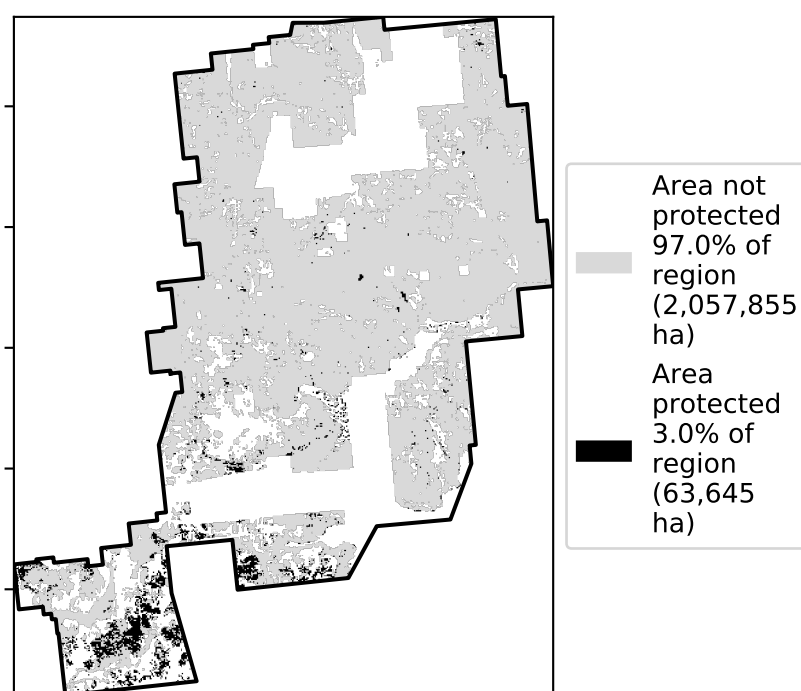 Area not
protected
97.0% of
region
(2,057,855
ha)
Area
protected
3.0% of
region
(63,645
ha)